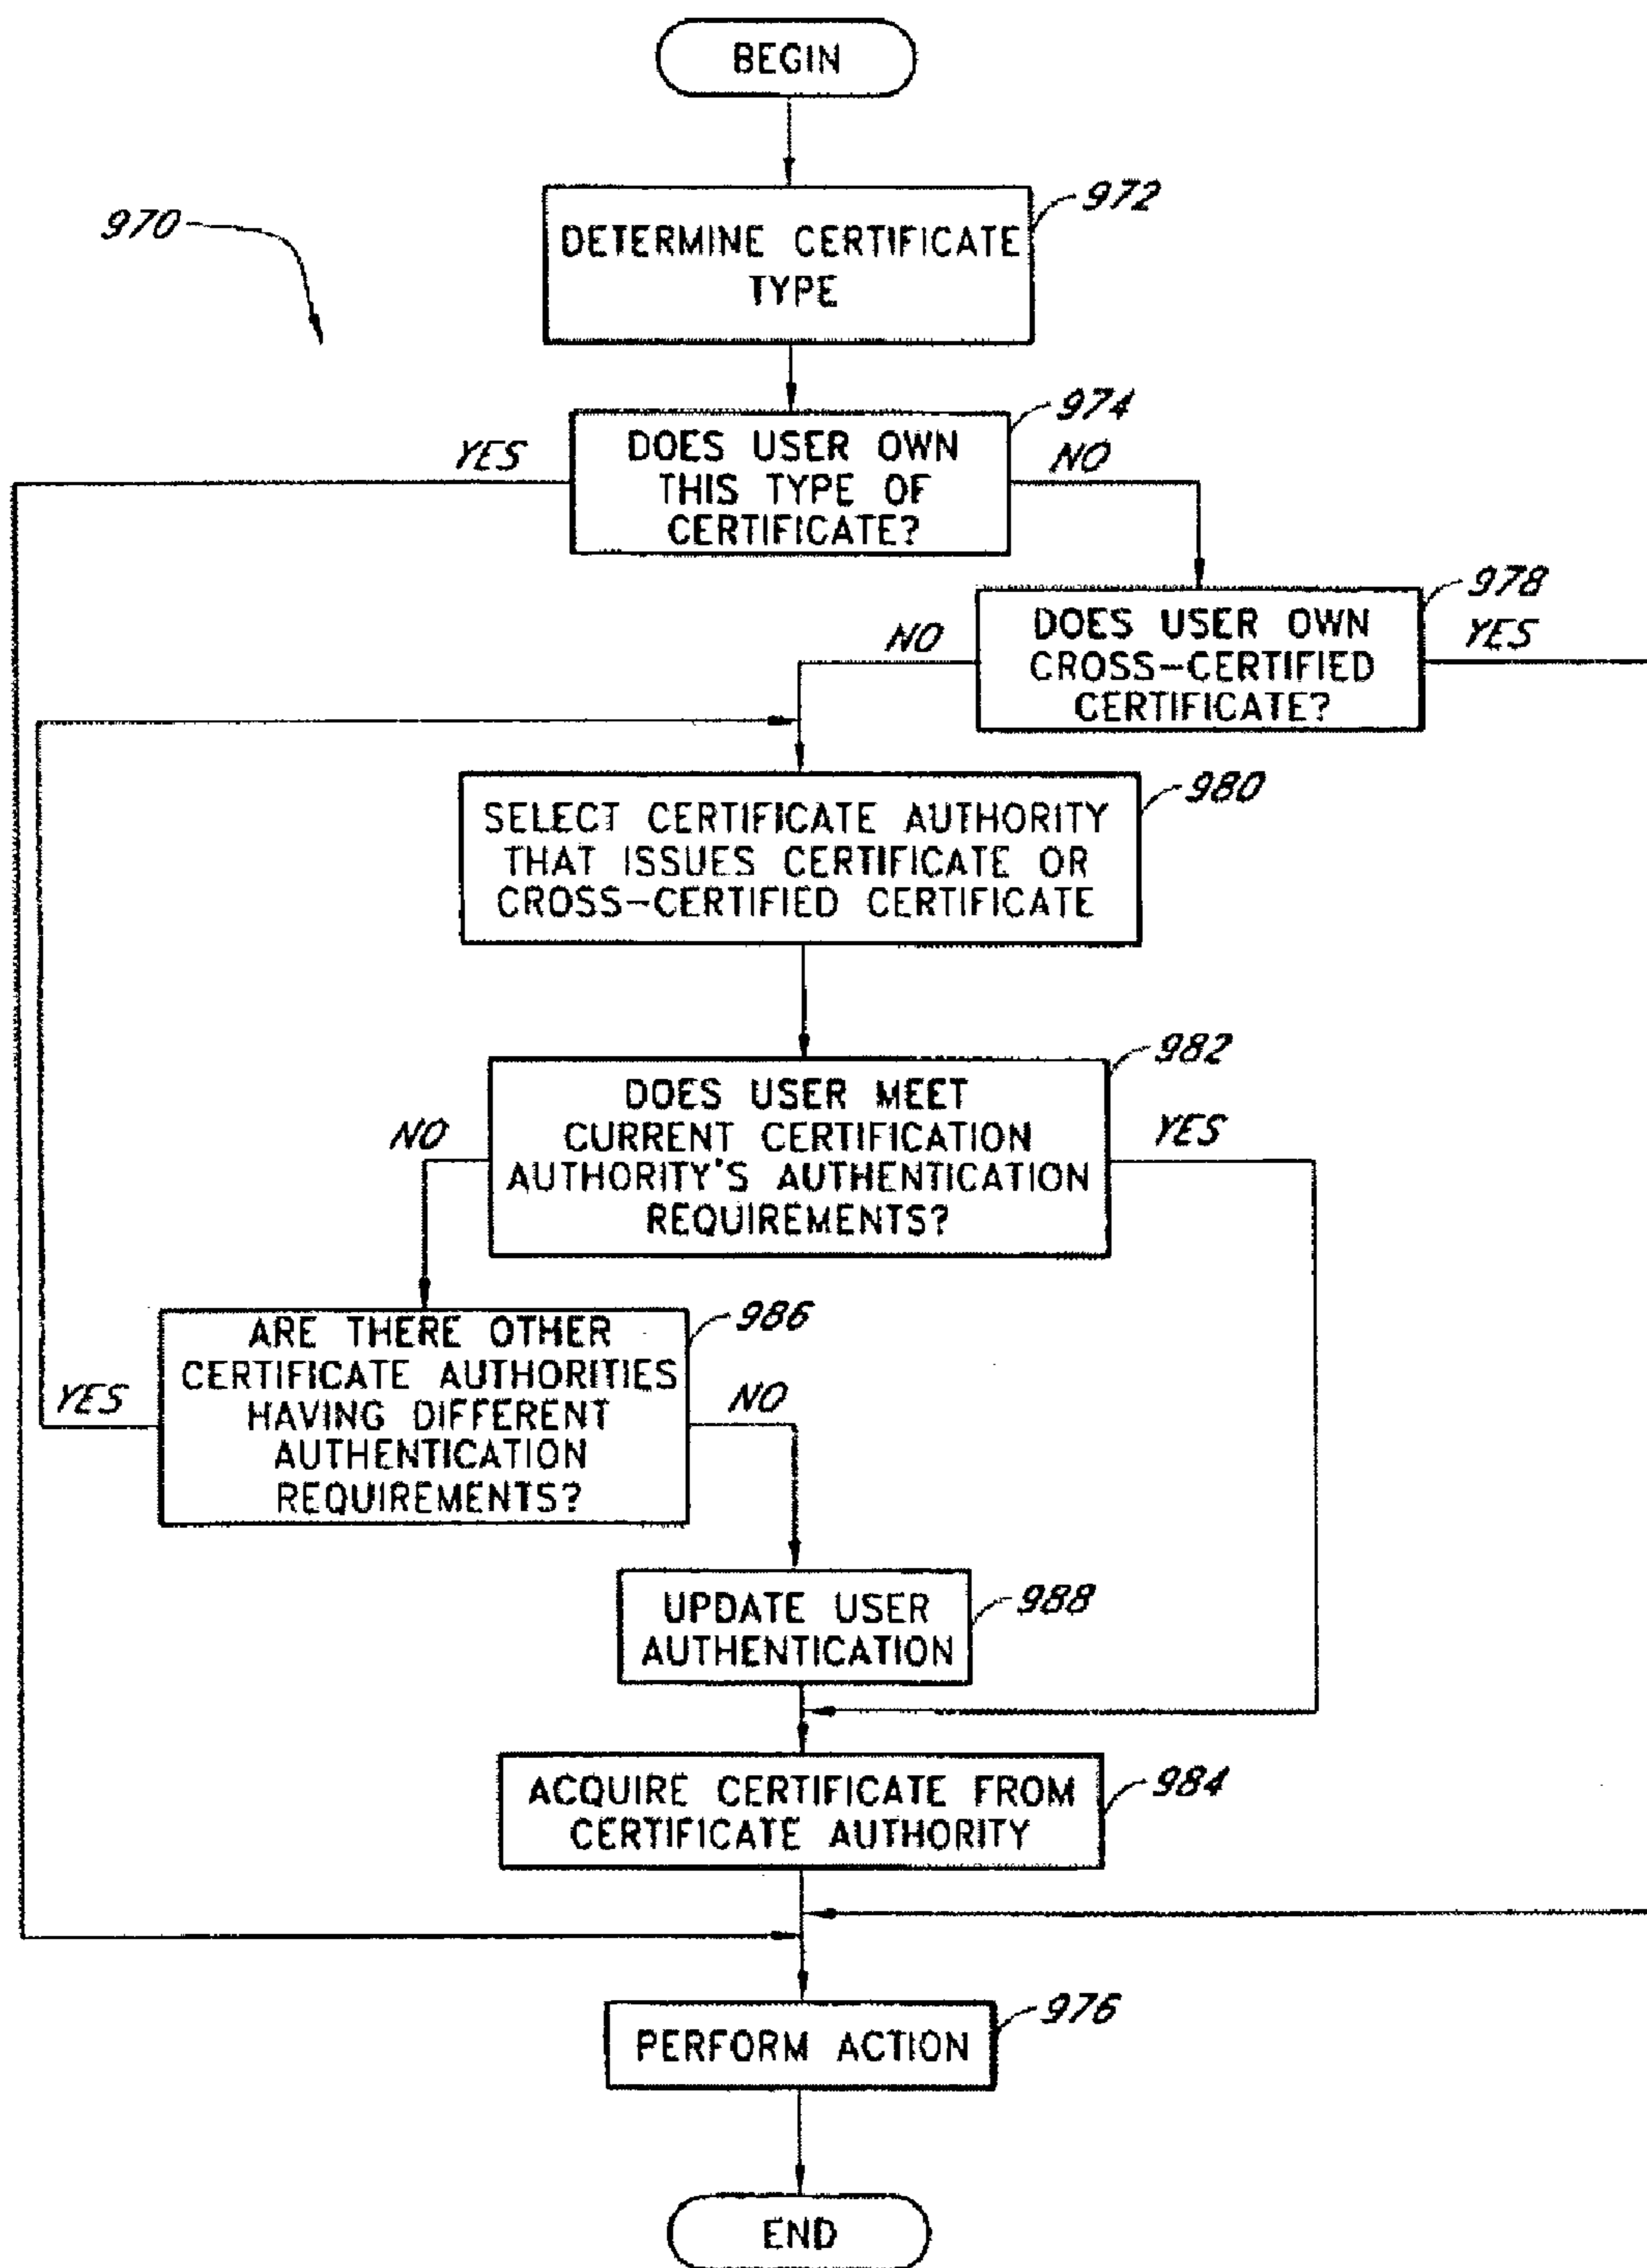 BEGIN
970
972
DETERMINE CERTIFICATE
TYPE
974
YES
DOES USER OWN
THIS TYPE OF
CERTIFICATE?
NO
978
NO
DOES USER OWN
CROSS-CERTIFIED
CERTIFICATE?
YES
980
SELECT CERTIFICATE AUTHORITY
THAT ISSUES CERTIFICATE OR
CROSS-CERTIFIED CERTIFICATE
982
NO
DOES USER MEET
CURRENT CERTIFICATION
AUTHORITY'S AUTHENTICATION
REQUIREMENTS?
YES
986
YES
ARE THERE OTHER
CERTIFICATE AUTHORITIES
HAVING DIFFERENT
AUTHENTICATION
REQUIREMENTS?
NO
988
UPDATE USER
AUTHENTICATION
984
ACQUIRE CERTIFICATE FROM
CERTIFICATE AUTHORITY
976
PERFORM ACTION
END